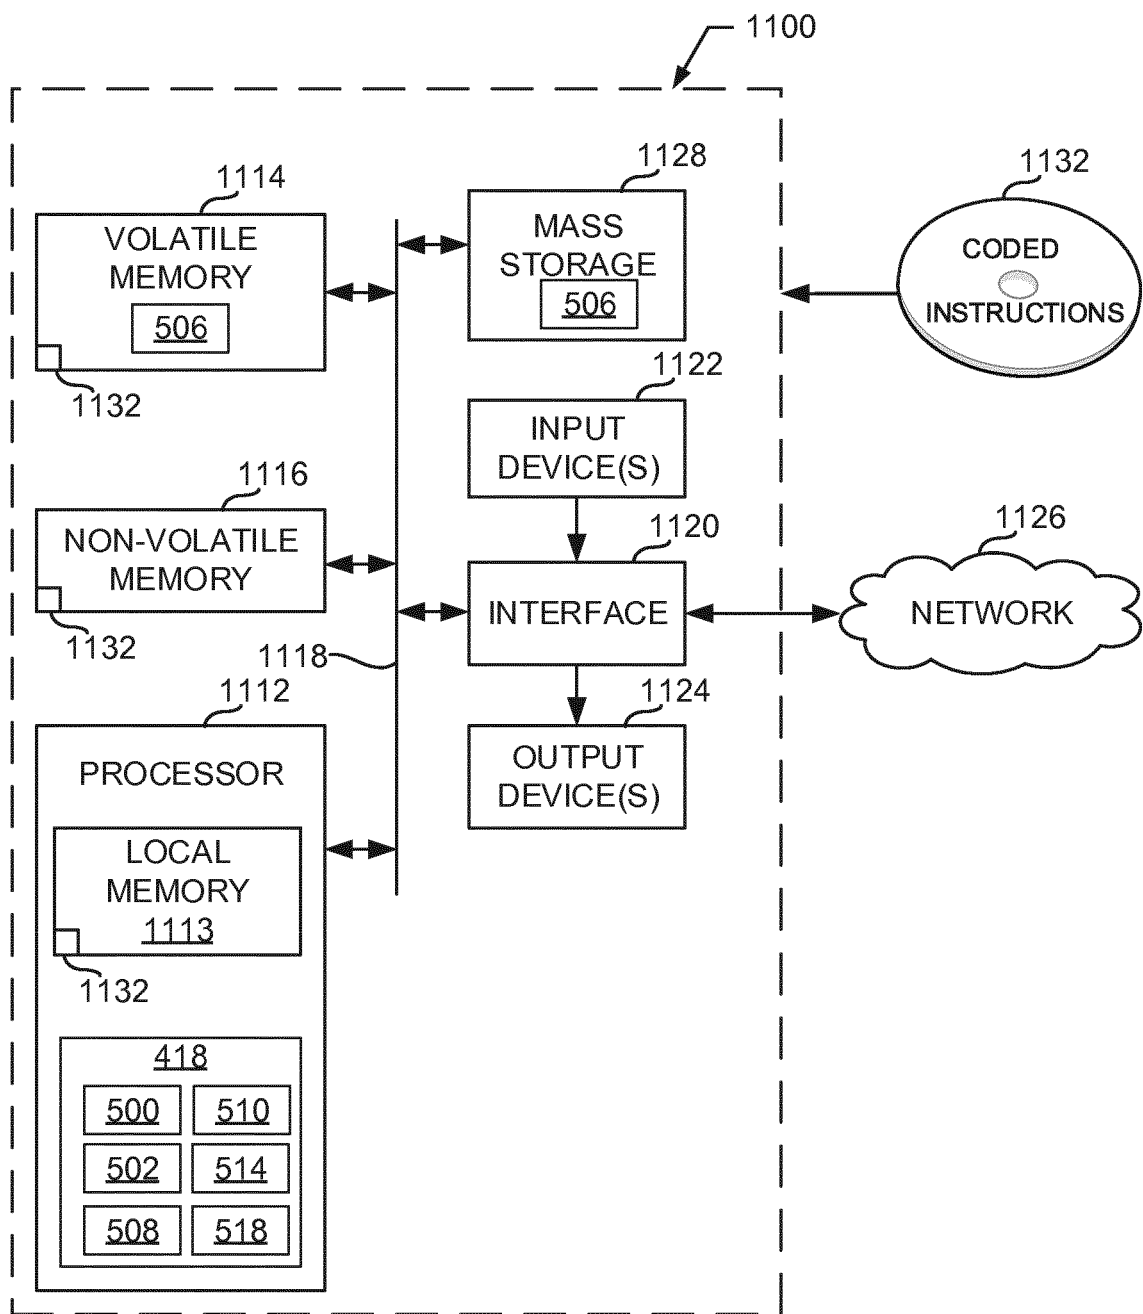 1100
1114
VOLATILE
MEMORY
506
1132
1128
MASS
STORAGE
506
1132
CODED
INSTRUCTIONS
1122
INPUT
DEVICE(S)
1116
NON-VOLATILE
MEMORY
1132
1120
INTERFACE
1126
NETWORK
1118
1124
OUTPUT
DEVICE(S)
1112
PROCESSOR
LOCAL
MEMORY
1113
1132
418
500
510
502
514
508
518